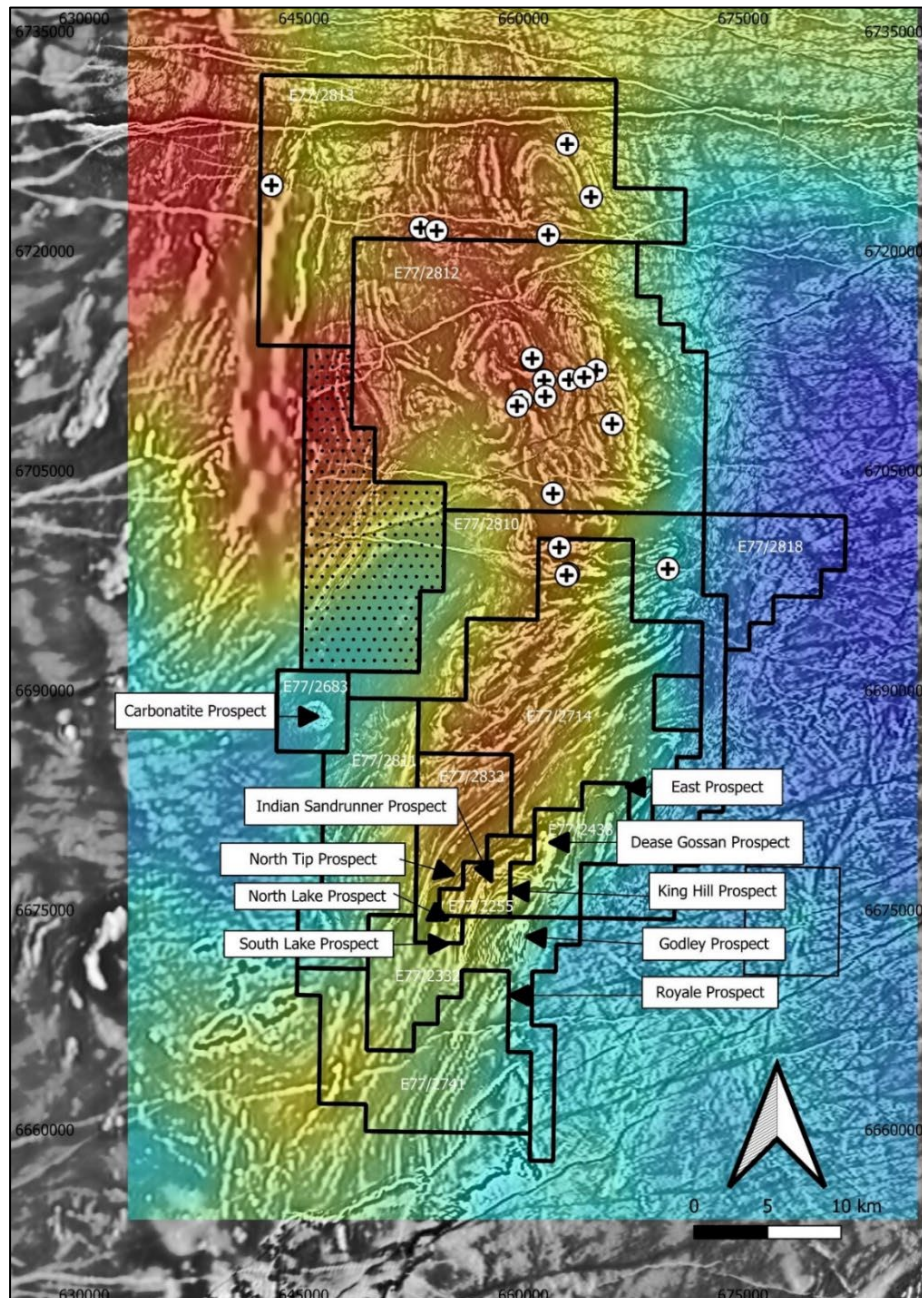 630000 645000 660000 675000
6735000 6735000
E77/2813
6720000 6720000
E77/2812
6705000 6705000
E77/2810
E77/2818
E77/2683
6690000 6690000
Carbonatite Prospect
E77/2714
E77/2811
E77/2833
East Prospect
Indian Sandrunner Prospect
E77/2438
Dease Gossan Prospect
North Tip Prospect
King Hill Prospect
North Lake Prospect
E77/2255
6675000 6675000
South Lake Prospect
Godley Prospect
E77/2332
Royale Prospect
E77/2741
6660000 6660000
0 5 10 km
630000 645000 660000 675000